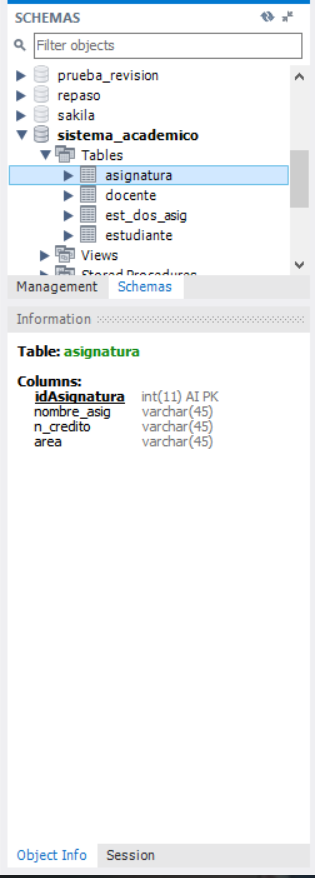 SCHEMAS
Filter objects
prueba_revision
repaso
sakila
sistema_academico
Tables
asignatura
docente
est_dos_asig
estudiante
Views
Stored Procedures
Management Schemas
Information
Table: asignatura
Columns:
idAsignatura int(11) AI PK
nombre_asig varchar(45)
n_credito varchar(45)
area varchar(45)
Object Info Session